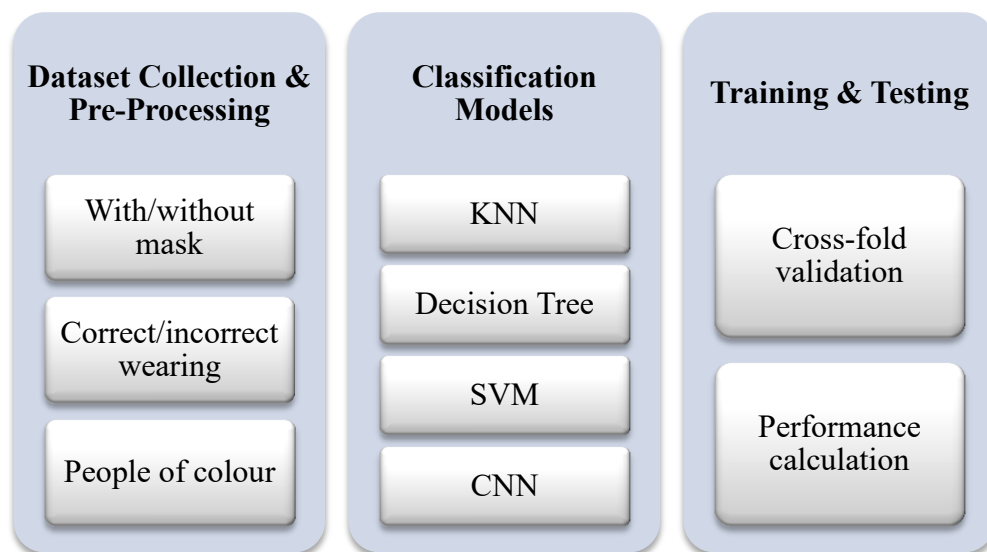 Dataset Collection &
Pre-Processing
With/without
mask
Correct/incorrect
wearing
People of colour
Classification
Models
KNN
Decision Tree
SVM
CNN
Training & Testing
Cross-fold
validation
Performance
calculation